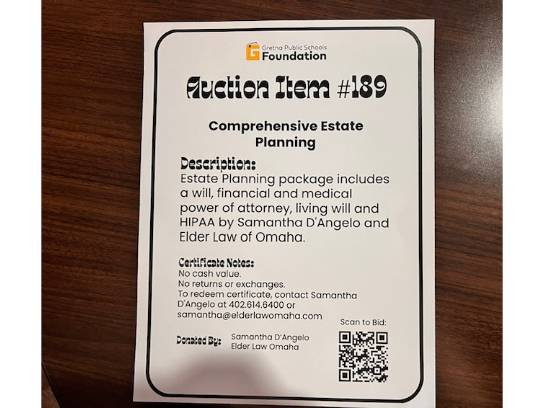 Gretna Public Schools
Foundation
Auction Item #189
Comprehensive Estate
Planning
Description:
Estate Planning package includes
a will, financial and medical
power of attorney, living will and
HIPAA by Samantha D'Angelo and
Elder Law of Omaha.
Certificate Notes:
No cash value.
No returns or exchanges.
To redeem certificate, contact Samantha
D'Angelo at 402.614.6400 or
samantha@elderlawomaha.com
Scan to Bid:
Donated By: Samantha D'Angelo
Elder Law Omaha